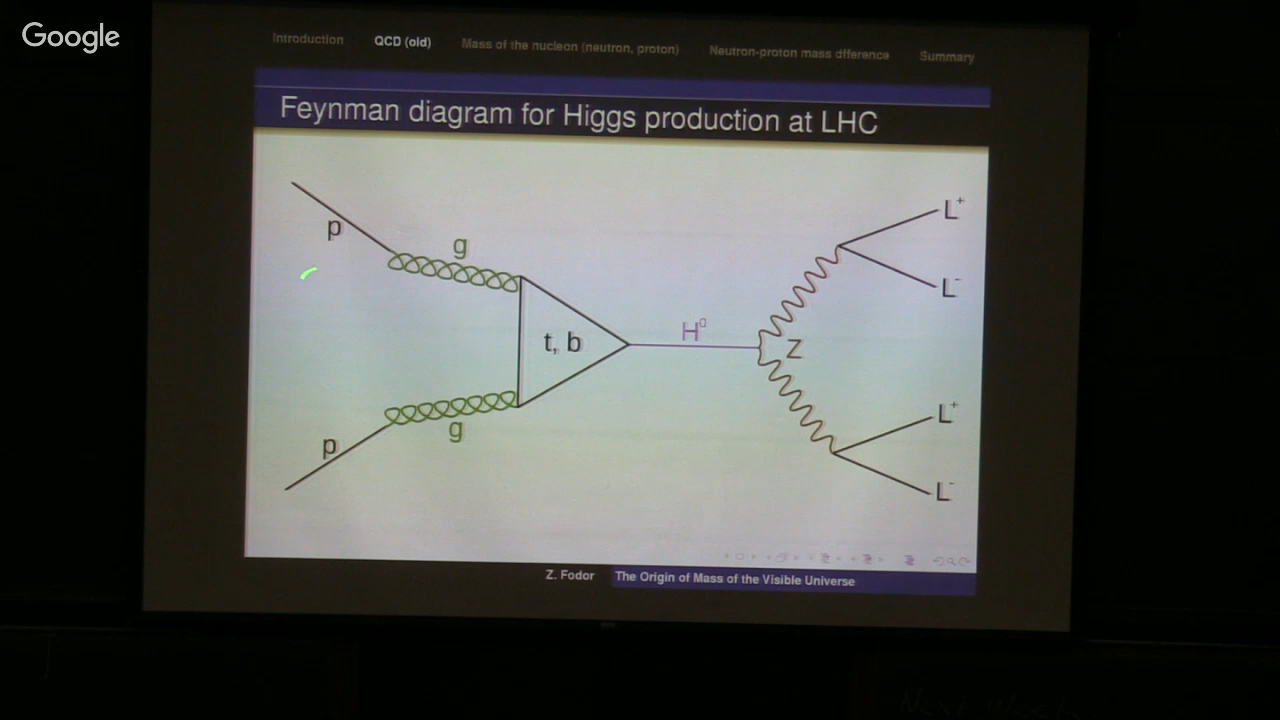 Google
Introduction QCD (old) Mass of the nucleon (neutron, proton) Neutron-proton mass difference Summary
Feynman diagram for Higgs production at LHC
p
g
t, b
H⁰
Z
L⁺
L⁻
p
g
L⁺
L⁻
Z. Fodor The Origin of Mass of the Visible Universe